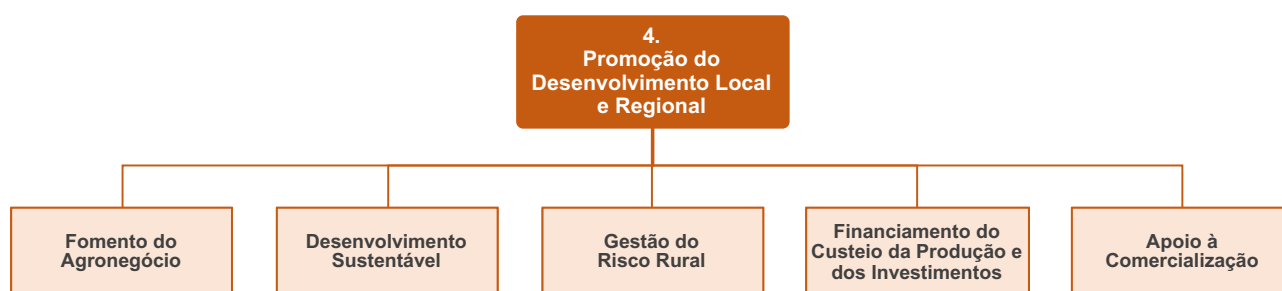 4.
Promoção do
Desenvolvimento Local
e Regional
Fomento do
Agronegócio
Desenvolvimento
Sustentável
Gestão do
Risco Rural
Financiamento do
Custeio da Produção e
dos Investimentos
Apoio à
Comercialização